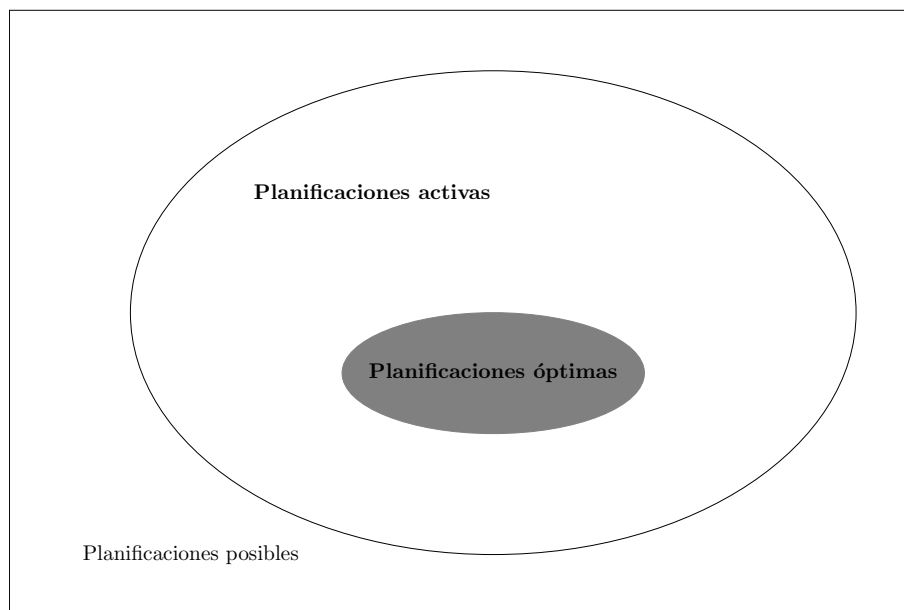 Planificaciones activas
Planificaciones óptimas
Planificaciones posibles